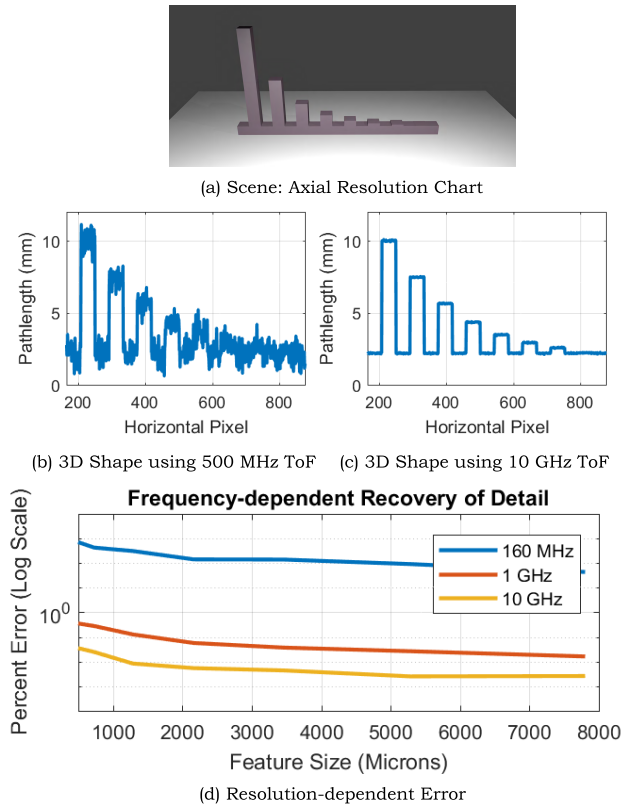 (a) Scene: Axial Resolution Chart
Pathlength (mm)
10
5
0
200 400 600 800
Horizontal Pixel
(b) 3D Shape using 500 MHz ToF
Pathlength (mm)
10
5
0
200 400 600 800
Horizontal Pixel
(c) 3D Shape using 10 GHz ToF
Frequency-dependent Recovery of Detail
Percent Error (Log Scale)
10^0
160 MHz
1 GHz
10 GHz
1000 2000 3000 4000 5000 6000 7000 8000
Feature Size (Microns)
(d) Resolution-dependent Error